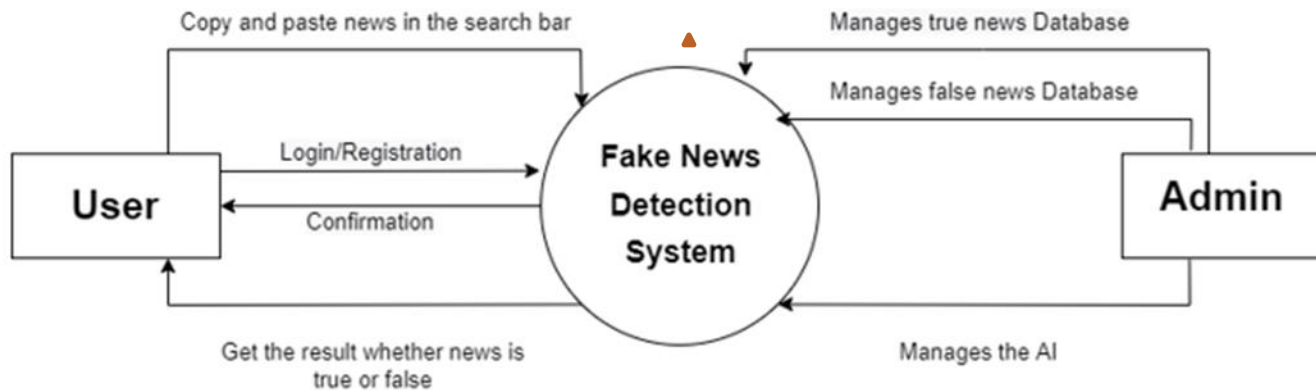 Copy and paste news in the search bar
Manages true news Database
Manages false news Database
Login/Registration
Fake News
Detection
System
User
Admin
Confirmation
Get the result whether news is
true or false
Manages the AI